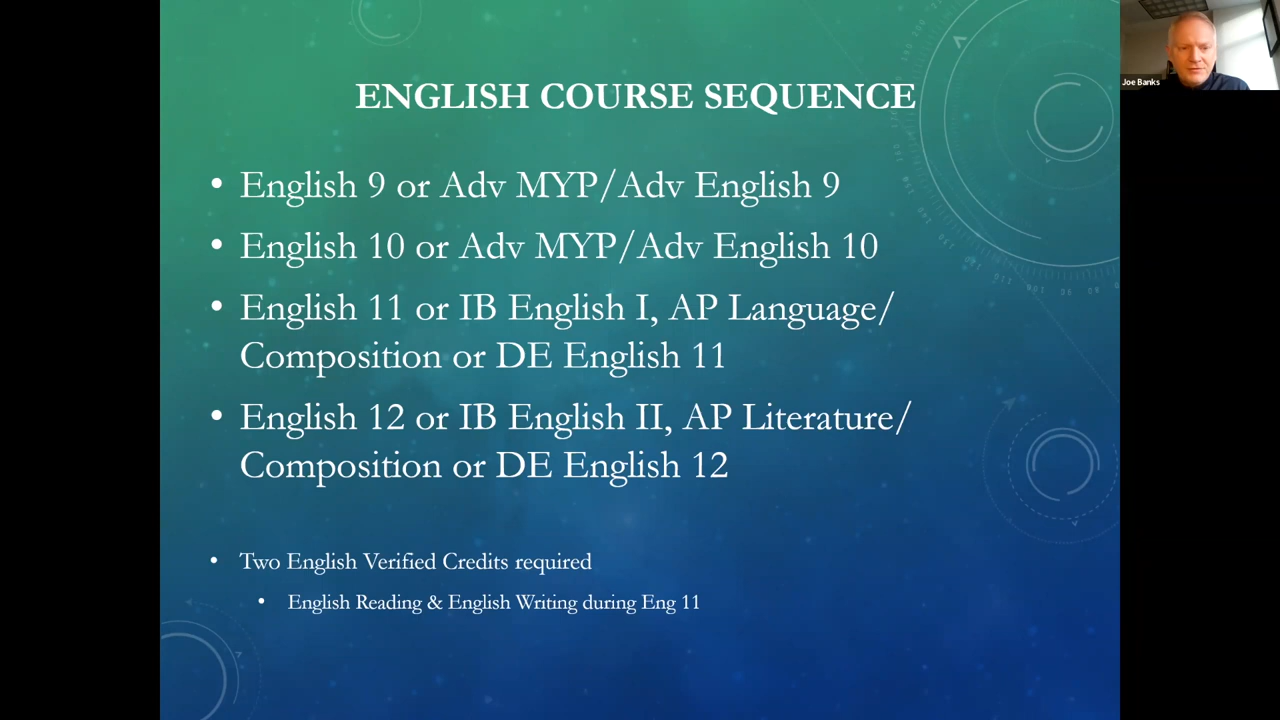 ENGLISH COURSE SEQUENCE
• English 9 or Adv MYP/Adv English 9
• English 10 or Adv MYP/Adv English 10
• English 11 or IB English I, AP Language/
Composition or DE English 11
• English 12 or IB English II, AP Literature/
Composition or DE English 12
• Two English Verified Credits required
• English Reading & English Writing during Eng 11
Joe Banks